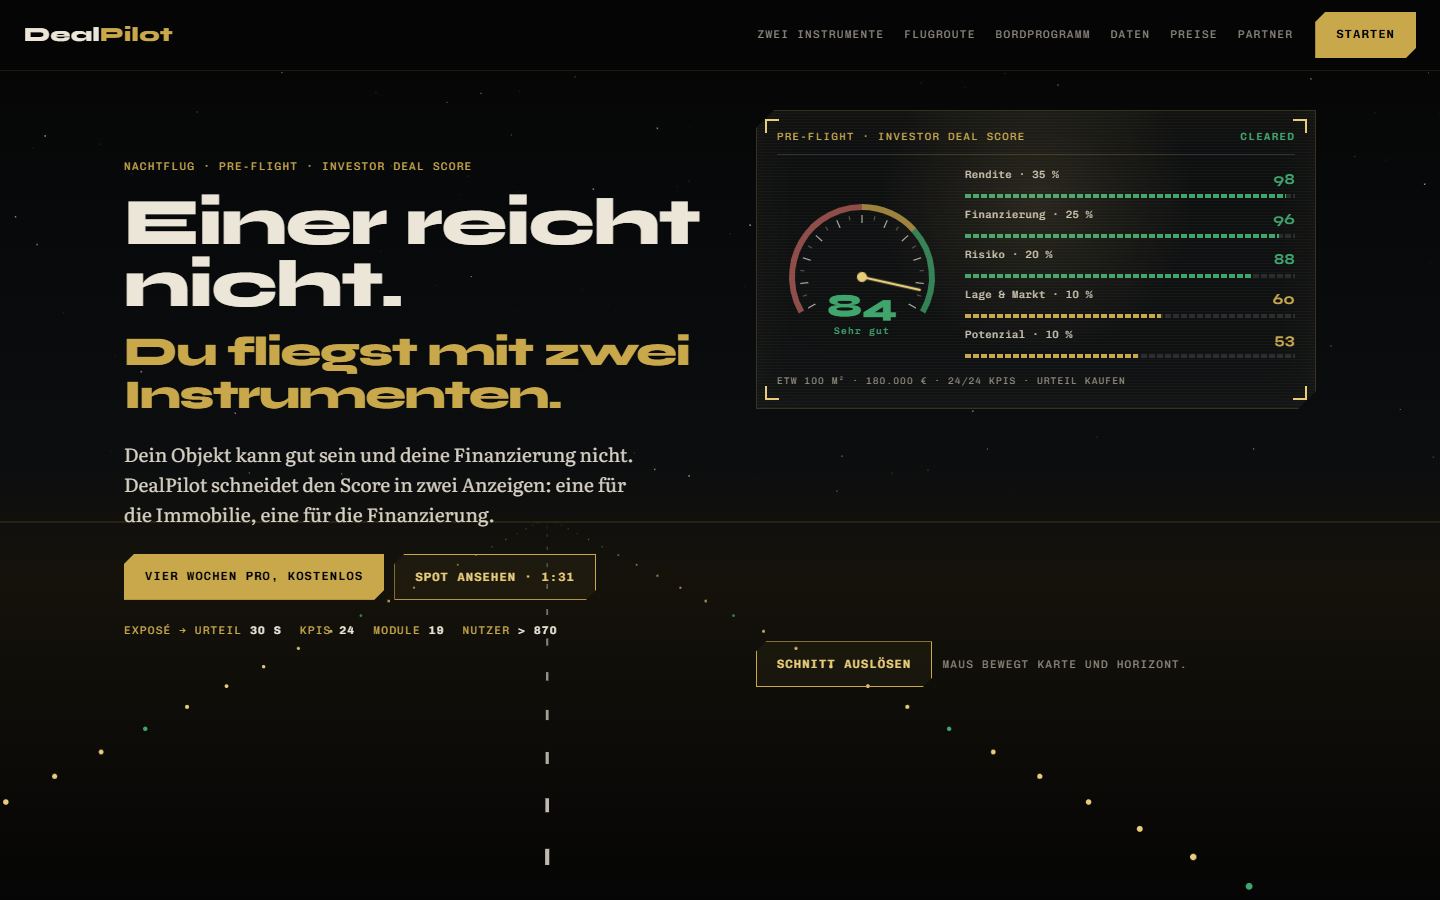 DealPilot
ZWEI INSTRUMENTE FLUGROUTE BORDPROGRAMM DATEN PREISE PARTNER STARTEN
NACHTFLUG · PRE-FLIGHT · INVESTOR DEAL SCORE
Einer reicht
nicht.
Du fliegst mit zwei
Instrumenten.
Dein Objekt kann gut sein und deine Finanzierung nicht.
DealPilot schneidet den Score in zwei Anzeigen: eine für
die Immobilie, eine für die Finanzierung.
VIER WOCHEN PRO, KOSTENLOS
SPOT ANSEHEN · 1:31
EXPOSÉ → URTEIL 30 S KPIS 24 MODULE 19 NUTZER > 870
PRE-FLIGHT · INVESTOR DEAL SCORE CLEARED
84
Sehr gut
Rendite · 35 % 98
Finanzierung · 25 % 96
Risiko · 20 % 88
Lage & Markt · 10 % 60
Potenzial · 10 % 53
ETW 100 M² · 180.000 € · 24/24 KPIS · URTEIL KAUFEN
SCHNITT AUSLÖSEN
MAUS BEWEGT KARTE UND HORIZONT.